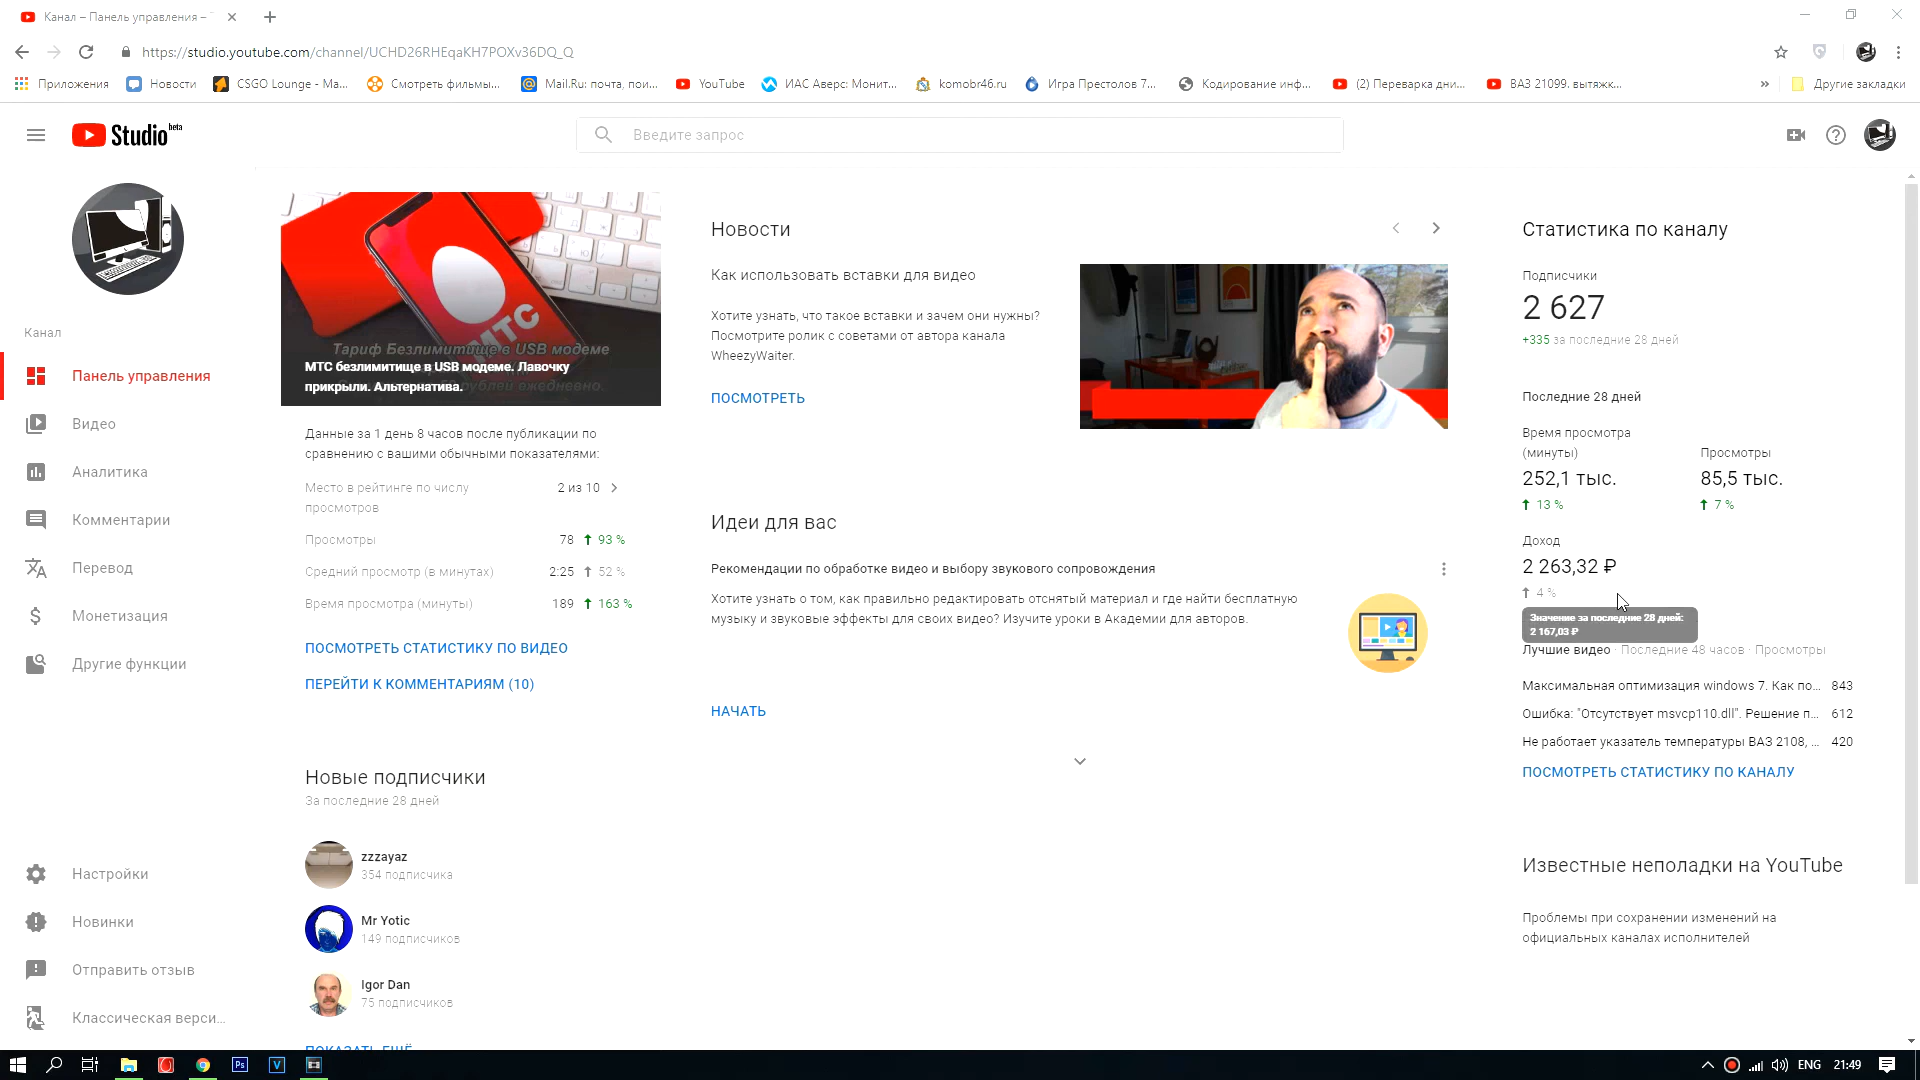 Канал – Панель управления –
https://studio.youtube.com/channel/UCHD26RHEqaKH7POXv36DQ_Q
Приложения Новости CSGO Lounge - Ма... Смотреть фильмы... Mail.Ru: почта, пои... YouTube ИАС Аверс: Монит... komobr46.ru Игра Престолов 7... Кодирование инф... (2) Переварка дни... ВАЗ 21099. вытяжк... » Другие закладки
Studio beta
Введите запрос
Канал
Панель управления
Видео
Аналитика
Комментарии
Перевод
Монетизация
Другие функции
Настройки
Новинки
Отправить отзыв
Классическая верси...
МТС
Тариф Безлимитище в USB модеме
МТС безлимитище в USB модеме. Лавочку
прикрыли. Альтернатива.
Данные за 1 день 8 часов после публикации по
сравнению с вашими обычными показателями:
Место в рейтинге по числу
просмотров
2 из 10
Просмотры 78 93 %
Средний просмотр (в минутах) 2:25 52 %
Время просмотра (минуты) 189 163 %
ПОСМОТРЕТЬ СТАТИСТИКУ ПО ВИДЕО
ПЕРЕЙТИ К КОММЕНТАРИЯМ (10)
Новые подписчики
За последние 28 дней
zzzayaz
354 подписчика
Mr Yotic
149 подписчиков
Igor Dan
75 подписчиков
ПОКАЗАТЬ ЕЩЁ
Новости
Как использовать вставки для видео
Хотите узнать, что такое вставки и зачем они нужны?
Посмотрите ролик с советами от автора канала
WheezyWaiter.
ПОСМОТРЕТЬ
Идеи для вас
Рекомендации по обработке видео и выбору звукового сопровождения
Хотите узнать о том, как правильно редактировать отснятый материал и где найти бесплатную
музыку и звуковые эффекты для своих видео? Изучите уроки в Академии для авторов.
НАЧАТЬ
Статистика по каналу
Подписчики
2 627
+335 за последние 28 дней
Последние 28 дней
Время просмотра
(минуты)
252,1 тыс.
13 %
Просмотры
85,5 тыс.
7 %
Доход
2 263,32 ₽
4 %
Значение за последние 28 дней:
2 167,03 ₽
Лучшие видео · Последние 48 часов · Просмотры
Максимальная оптимизация windows 7. Как по... 843
Ошибка: "Отсутствует msvcp110.dll". Решение п... 612
Не работает указатель температуры ВАЗ 2108, ... 420
ПОСМОТРЕТЬ СТАТИСТИКУ ПО КАНАЛУ
Известные неполадки на YouTube
Проблемы при сохранении изменений на
официальных каналах исполнителей
Ps V ENG 21:49